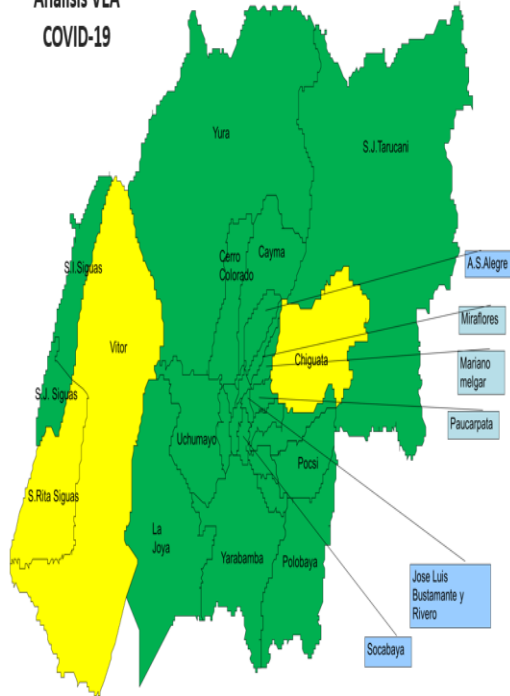 Análisis VEA
COVID-19
Yura
S.J.Tarucani
Cerro
Colorado
Cayma
A.S.Alegre
S.I.Siguas
Miraflores
Vitor
Chiguata
Mariano
melgar
S.J. Siguas
Paucarpata
Uchumayo
Pocsi
S.Rita Siguas
La
Joya
Yarabamba
Polobaya
Jose Luis
Bustamante y
Rivero
Socabaya